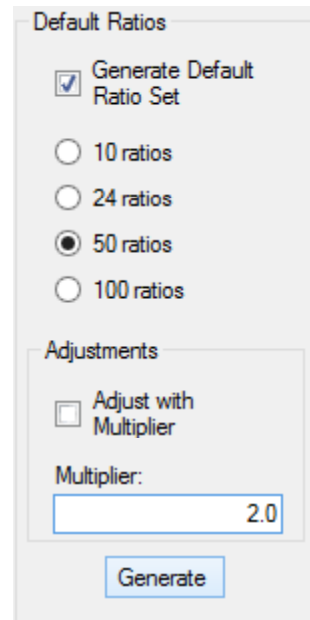 Default Ratios
Generate Default
Ratio Set
10 ratios
24 ratios
50 ratios
100 ratios
Adjustments
Adjust with
Multiplier
Multiplier:
2.0
Generate